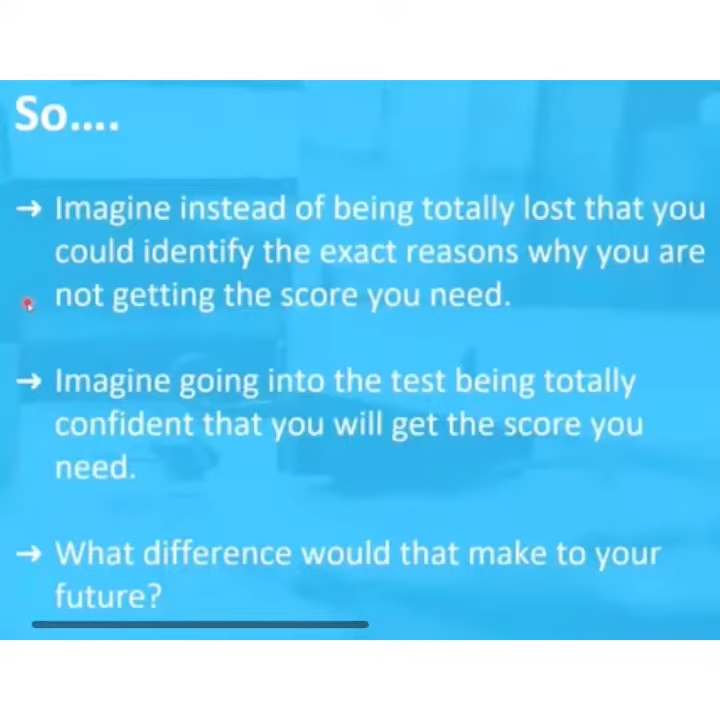 So....
→ Imagine instead of being totally lost that you
could identify the exact reasons why you are
not getting the score you need.
→ Imagine going into the test being totally
confident that you will get the score you
need.
→ What difference would that make to your
future?